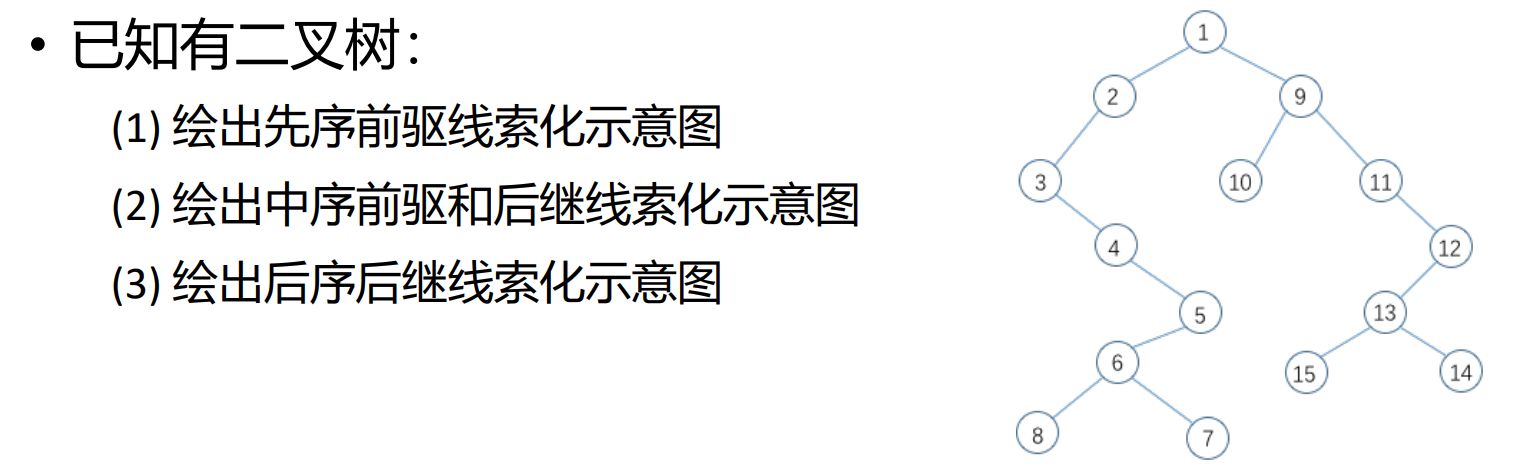 • 已知有二叉树：
(1) 绘出先序前驱线索化示意图
(2) 绘出中序前驱和后继线索化示意图
(3) 绘出后序后继线索化示意图
1
2 9
3 10 11
4 12
5 13
6 15 14
8 7